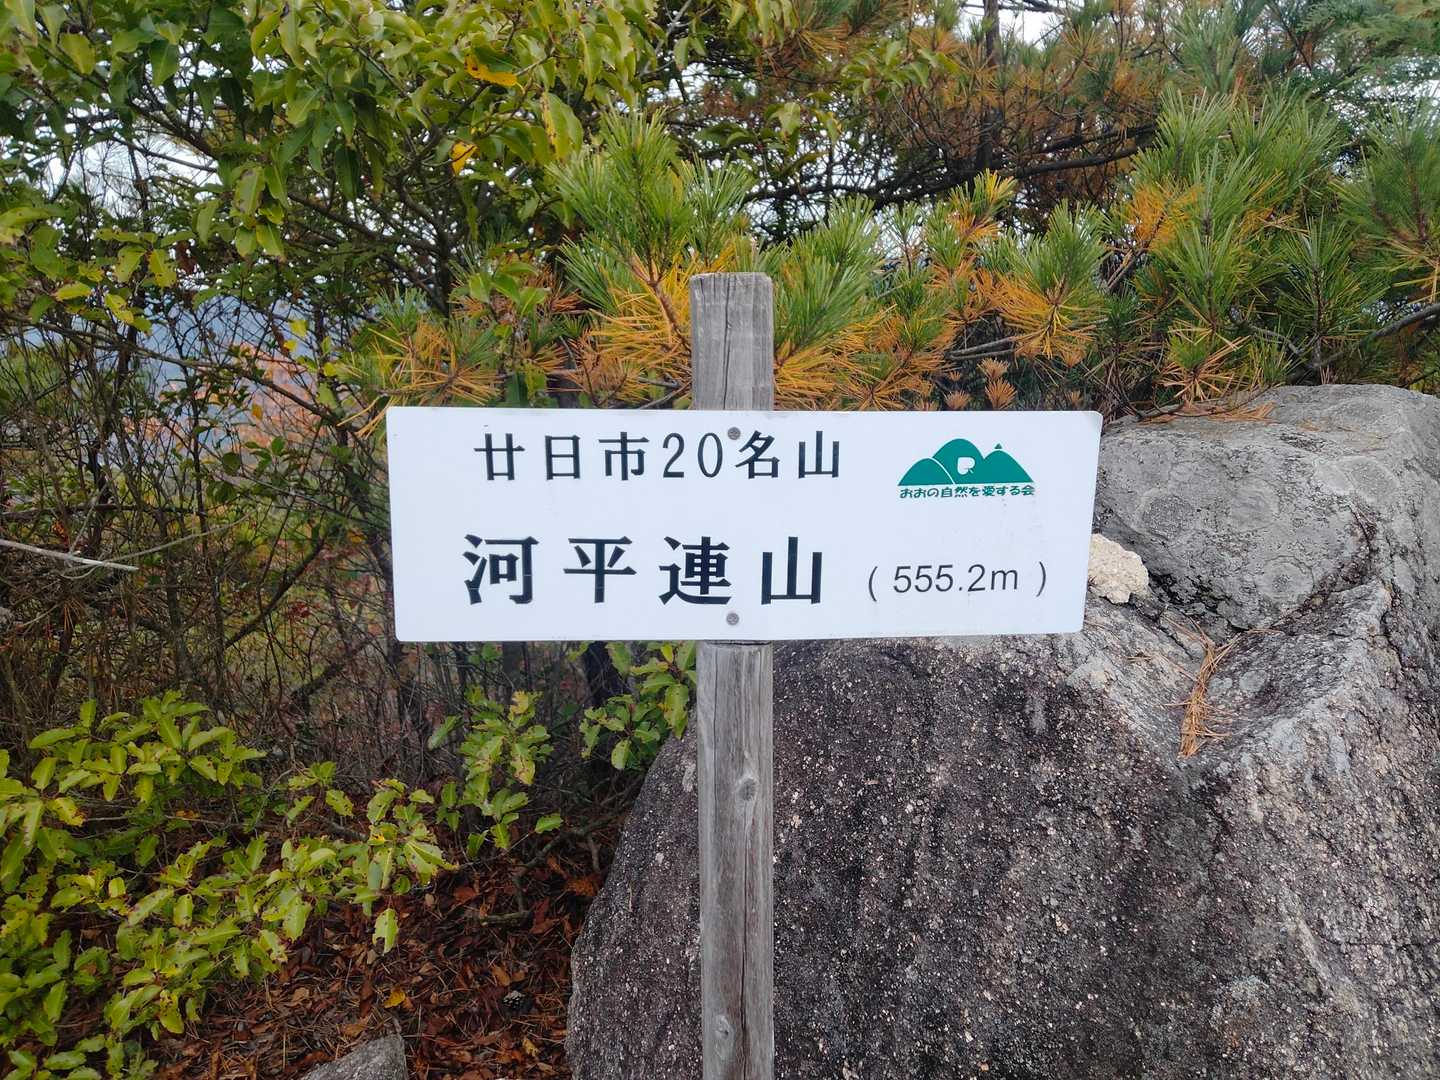 廿日市20名山
おおの自然を愛する会
河平連山 (555.2m)